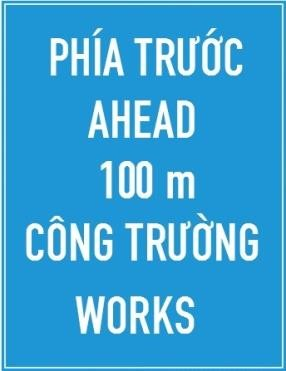 PHÍA TRƯỚC
AHEAD
100 m
CÔNG TRƯỜNG
WORKS